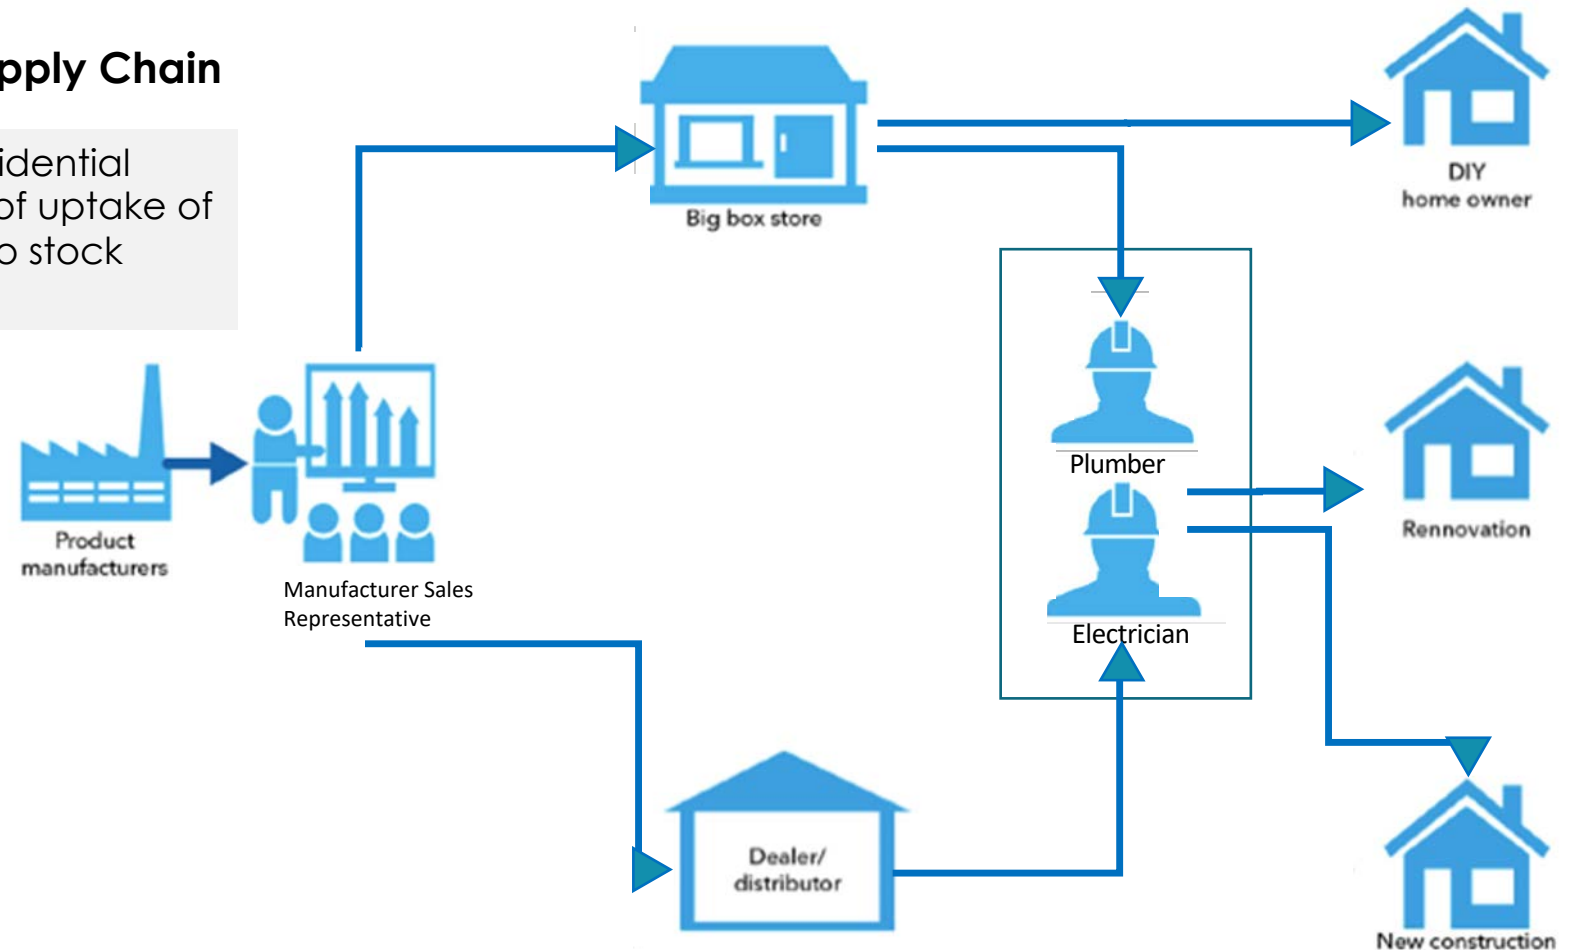 pply Chain
idential
of uptake of
o stock
Big box store
DIY
home owner
Plumber
Product
manufacturers
Manufacturer Sales
Representative
Rennovation
Electrician
Dealer/
distributor
New construction